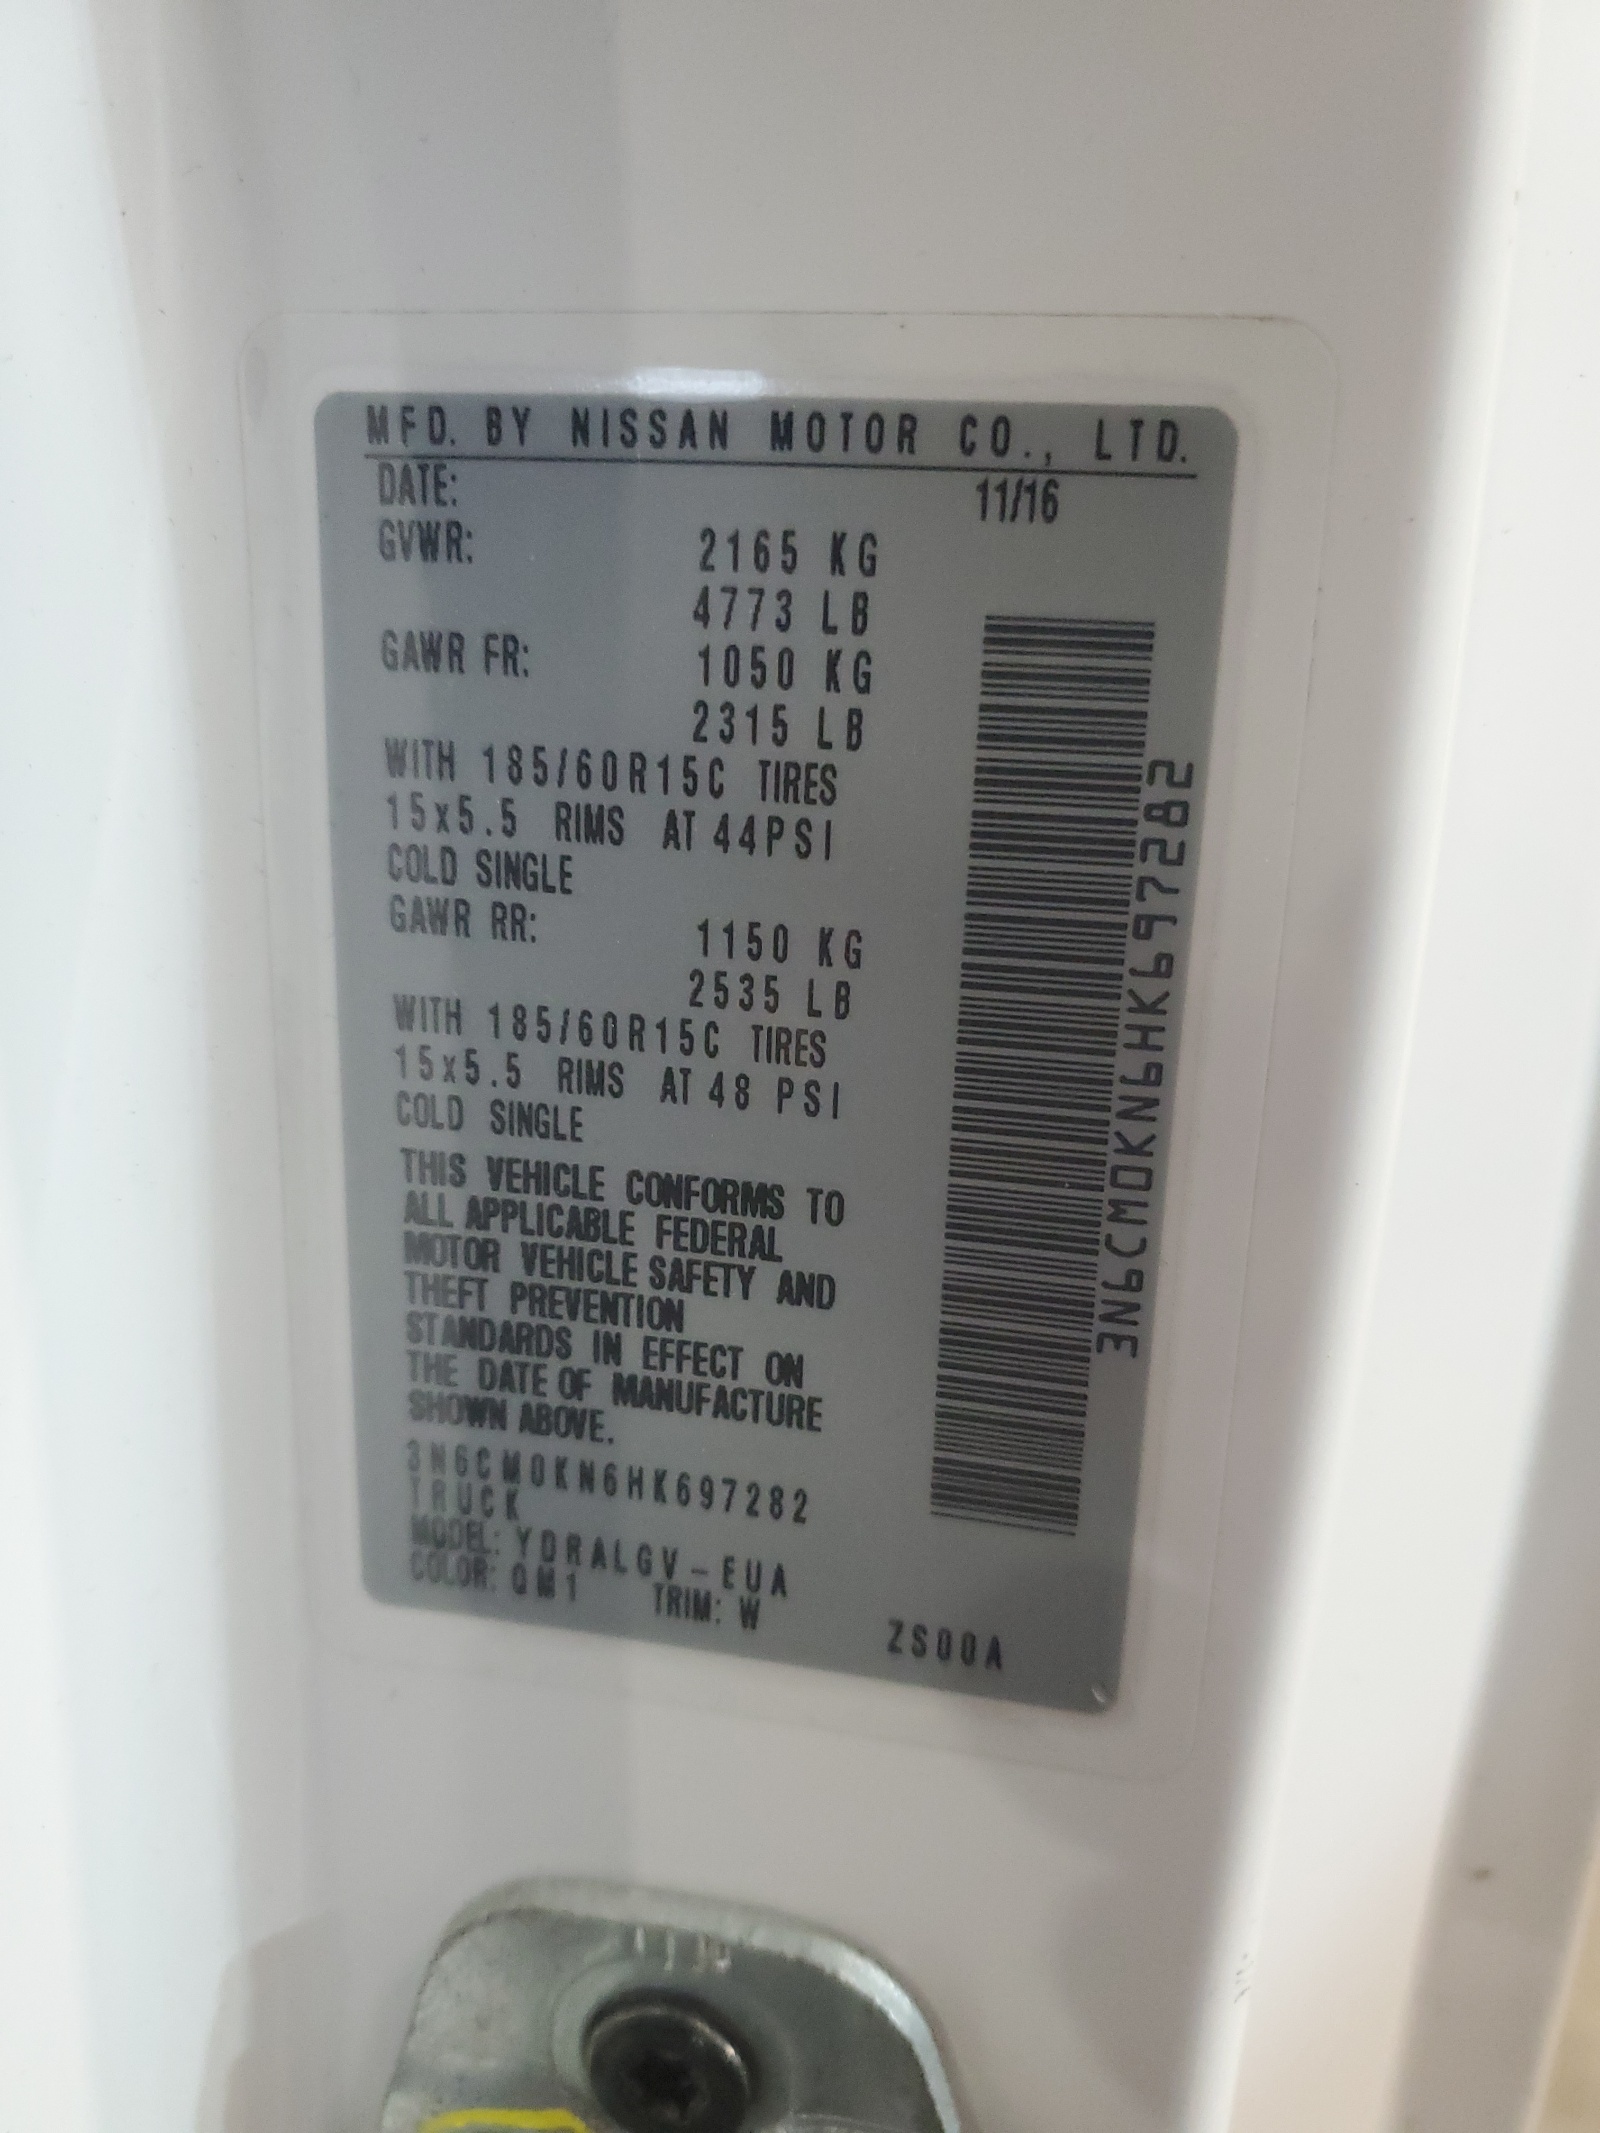 MFD. BY NISSAN MOTOR CO., LTD.
DATE: 11/16
GVWR: 2165 KG
4773 LB
GAWR FR: 1050 KG
2315 LB
WITH 185/60R15C TIRES
15x5.5 RIMS AT 44PSI
COLD SINGLE
GAWR RR: 1150 KG
2535 LB
WITH 185/60R15C TIRES
15x5.5 RIMS AT 48 PSI
COLD SINGLE
THIS VEHICLE CONFORMS TO
ALL APPLICABLE FEDERAL
MOTOR VEHICLE SAFETY AND
THEFT PREVENTION
STANDARDS IN EFFECT ON
THE DATE OF MANUFACTURE
SHOWN ABOVE.
3N6CM0KN6HK697282
TRUCK
MODEL: YDRALGV-EUA
COLOR: QM1 TRIM: W ZS00A
3N6CM0KN6HK697282